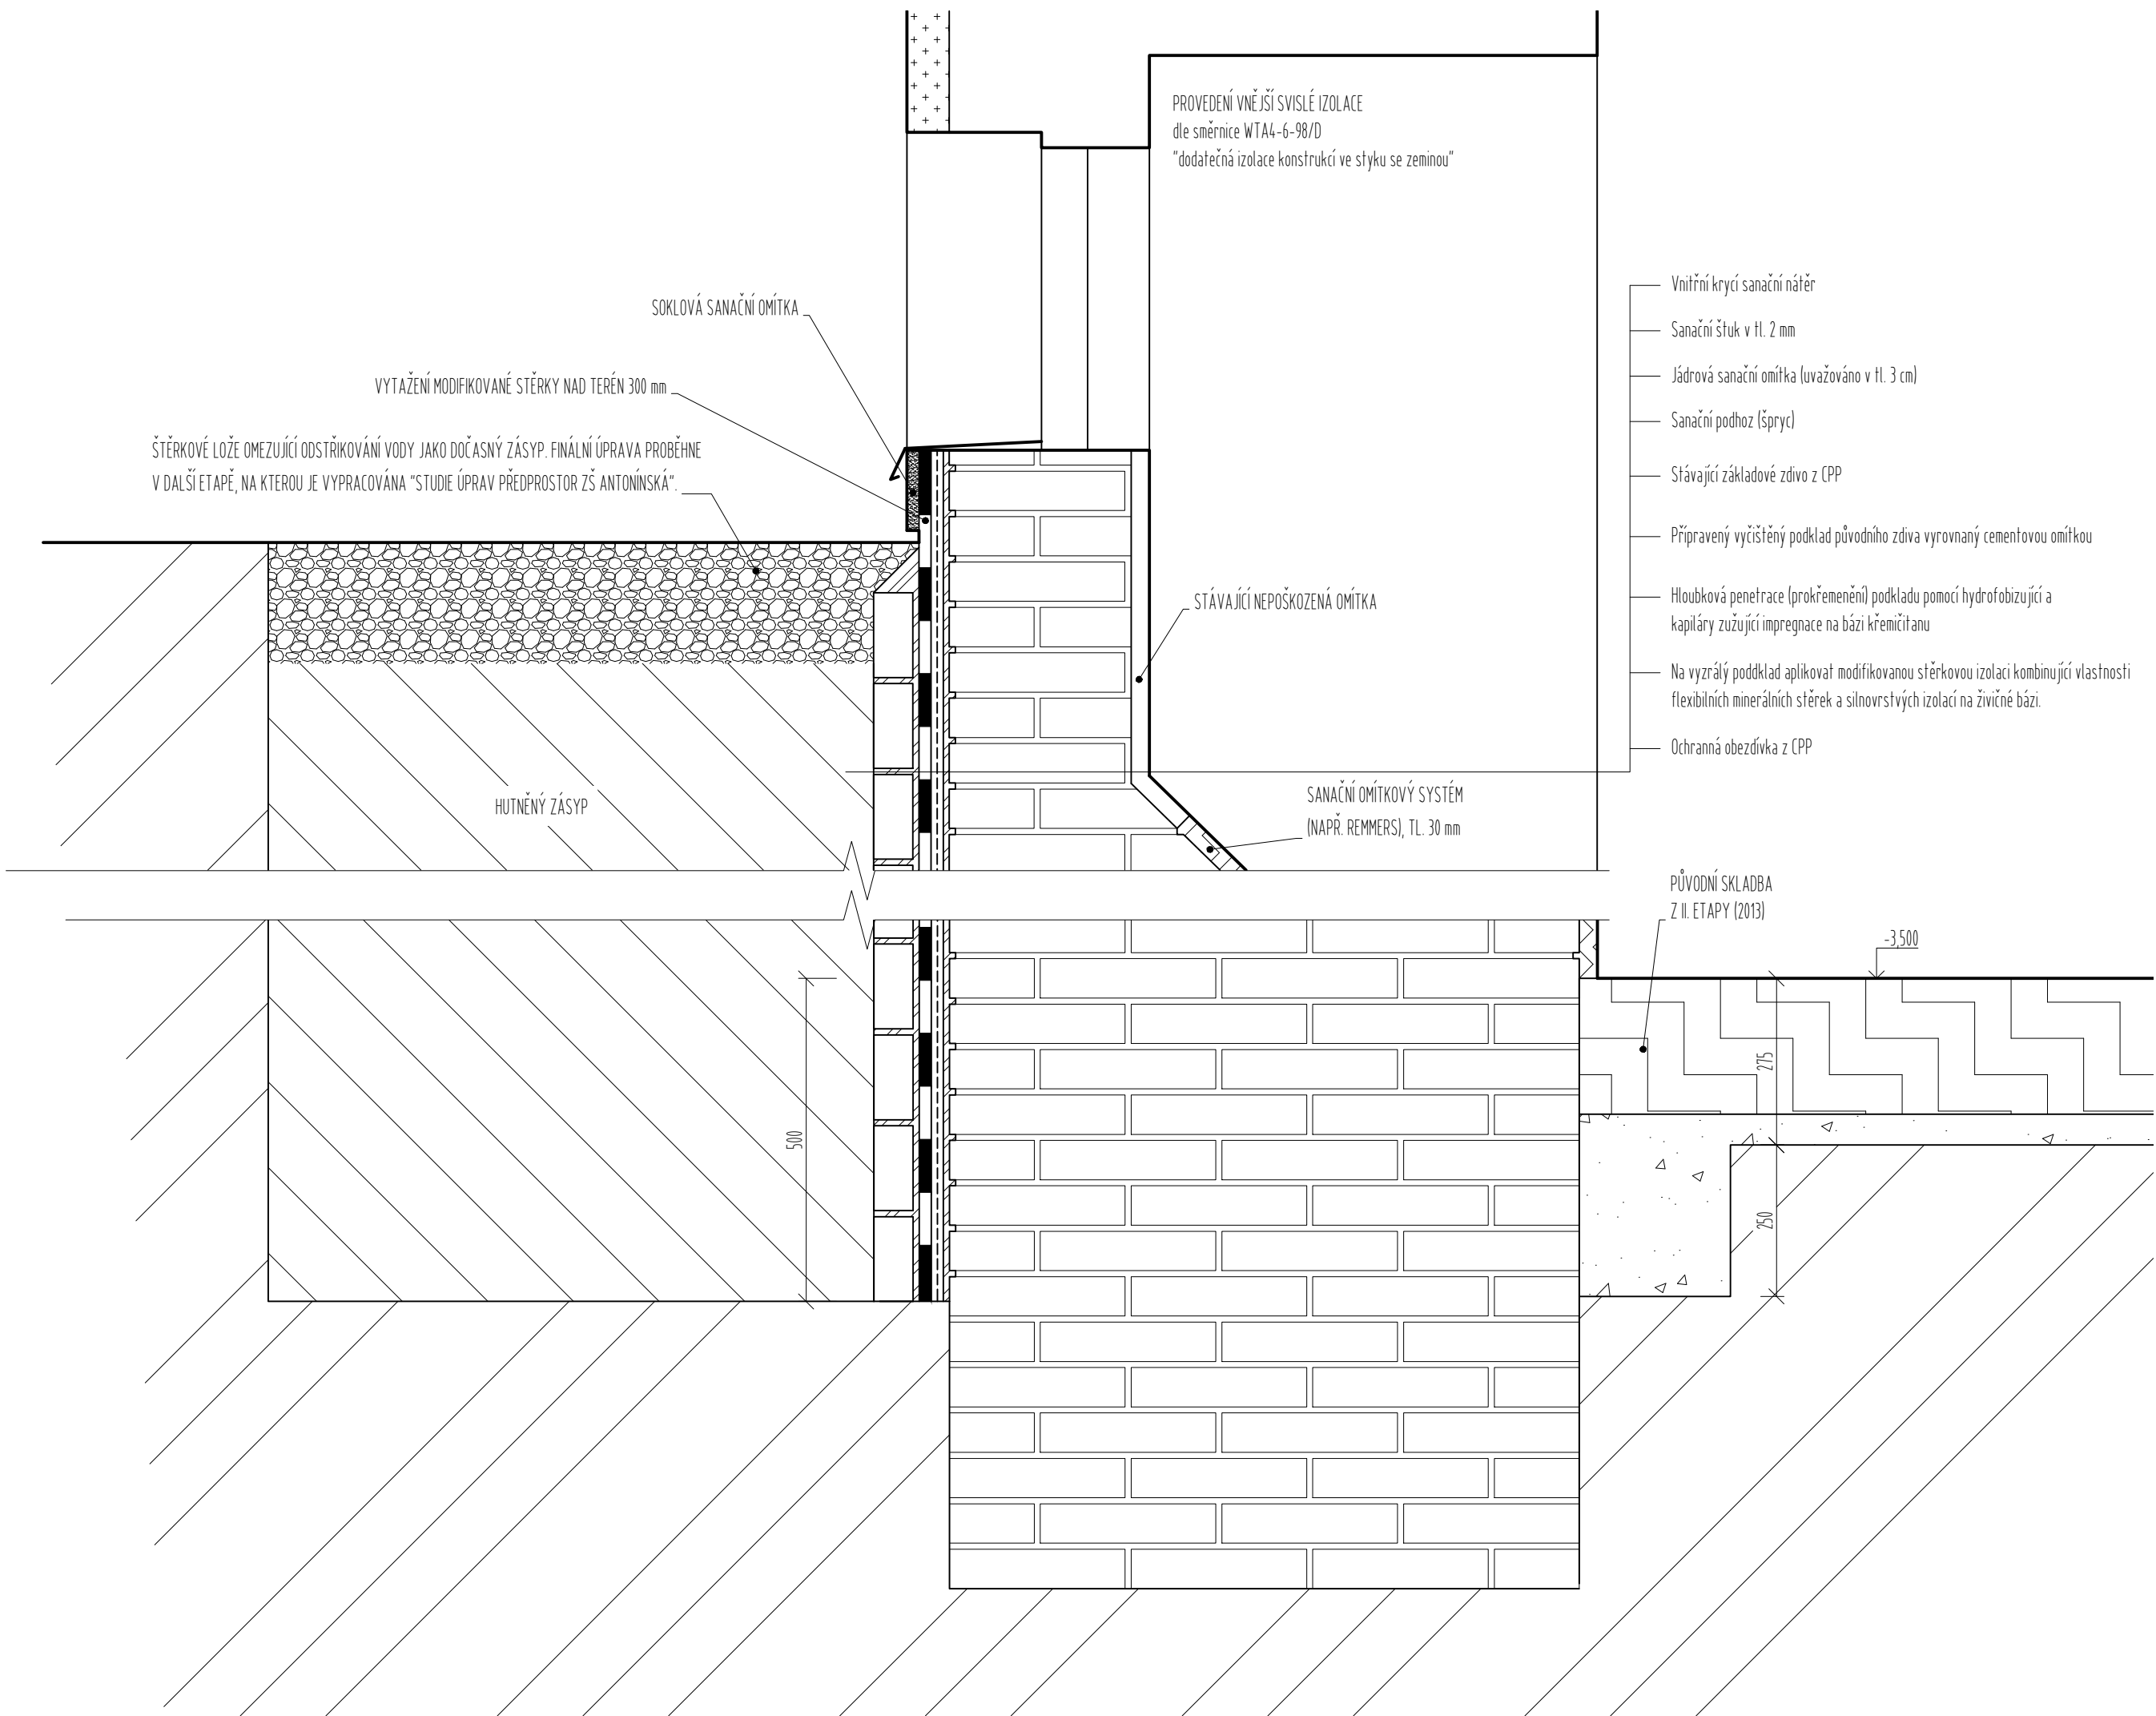 PROVEDENÍ VNĚJŠÍ SVISLÉ IZOLACE
dle směrnice WTA4-6-98/D
"dodatečná izolace konstrukcí ve styku se zeminou"
SOKLOVÁ SANAČNÍ OMÍTKA
VYTAŽENÍ MODIFIKOVANÉ STĚRKY NAD TERÉN 300 mm
ŠTĚRKOVÉ LOŽE OMEZUJÍCÍ ODSTŘIKOVÁNÍ VODY JAKO DOČASNÝ ZÁSYP. FINÁLNÍ ÚPRAVA PROBĚHNE
V DALŠÍ ETAPĚ, NA KTEROU JE VYPRACOVÁNA "STUDIE ÚPRAV PŘEDPROSTOR ZŠ ANTONÍNSKÁ".
Vnitřní krycí sanační nátěr
Sanační štuk v tl. 2 mm
Jádrová sanační omítka (uvažováno v tl. 3 cm)
Sanační podhoz (špryc)
Stávající základové zdivo z CPP
Přípravený vyčištěný podklad původního zdiva vyrovnaný cementovou omítkou
Hloubková penetrace (prokřemenění) podkladu pomocí hydrofobizující a
kapiláry zužující impregnace na bázi křemičitanu
Na vyzrálý poddklad aplikovat modifikovanou stěrkovou izolaci kombinující vlastnosti
flexibilních minerálních stěrek a silnovrstvých izolací na živičné bázi.
Ochranná obezdívka z CPP
STÁVAJÍCÍ NEPOŠKOZENÁ OMÍTKA
HUTNĚNÝ ZÁSYP
SANAČNÍ OMÍTKOVÝ SYSTÉM
(NAPŘ. REMMERS), TL. 30 mm
PŮVODNÍ SKLADBA
Z II. ETAPY (2013)
-3,500
275
500
250